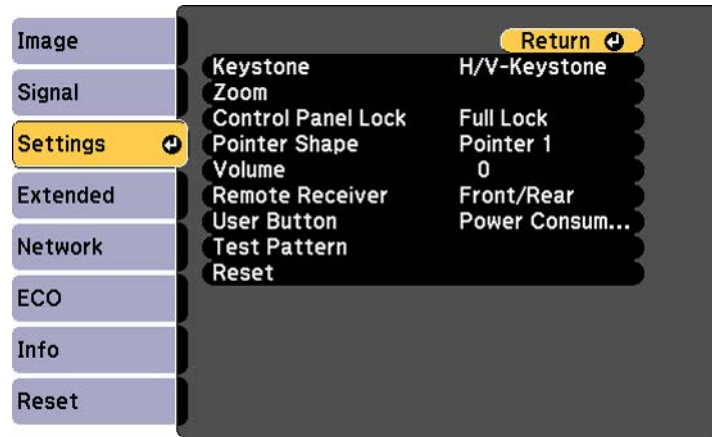 Image
Signal
Settings
Extended
Network
ECO
Info
Reset
Return
Keystone H/V-Keystone
Zoom
Control Panel Lock Full Lock
Pointer Shape Pointer 1
Volume 0
Remote Receiver Front/Rear
User Button Power Consum...
Test Pattern
Reset